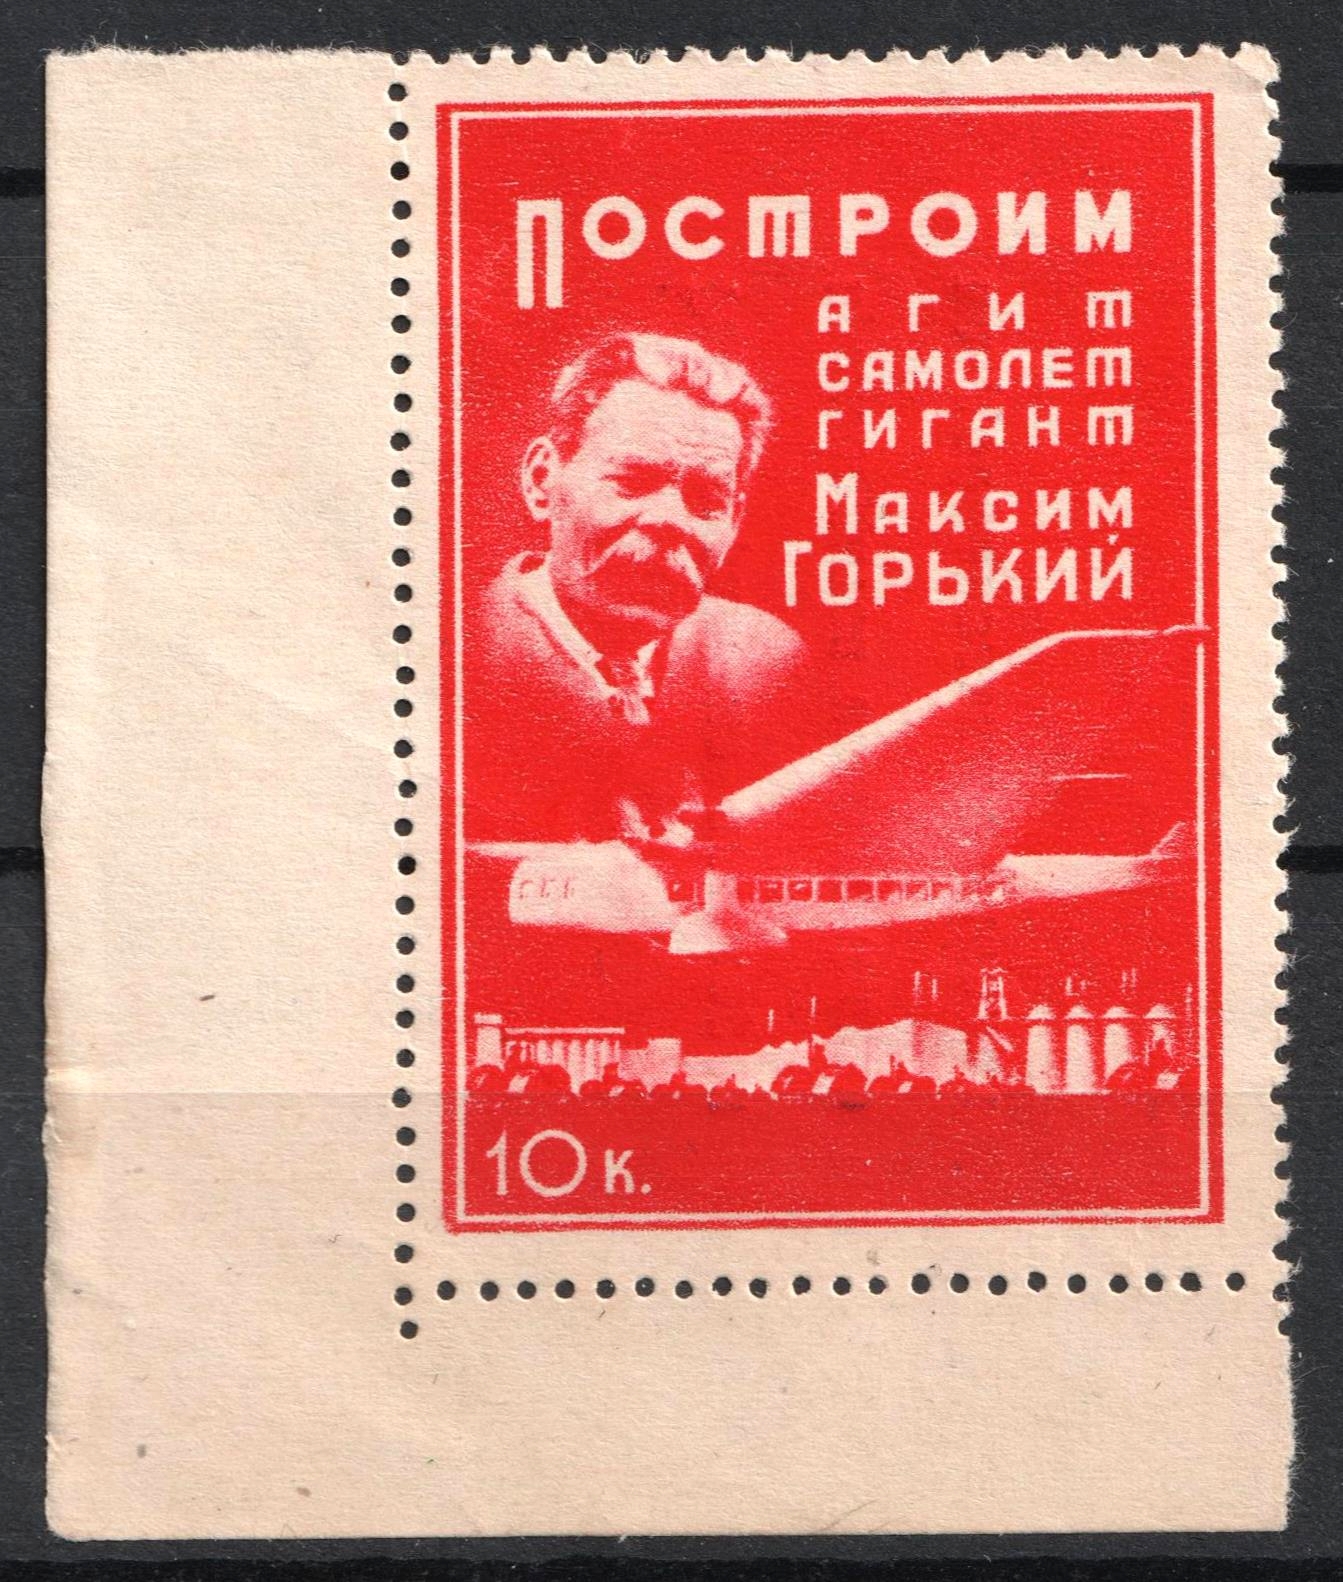 ПОСТРОИМ
АГИТ
САМОЛЕТ
ГИГАНТ
МАКСИМ
ГОРЬКИЙ
10 к.